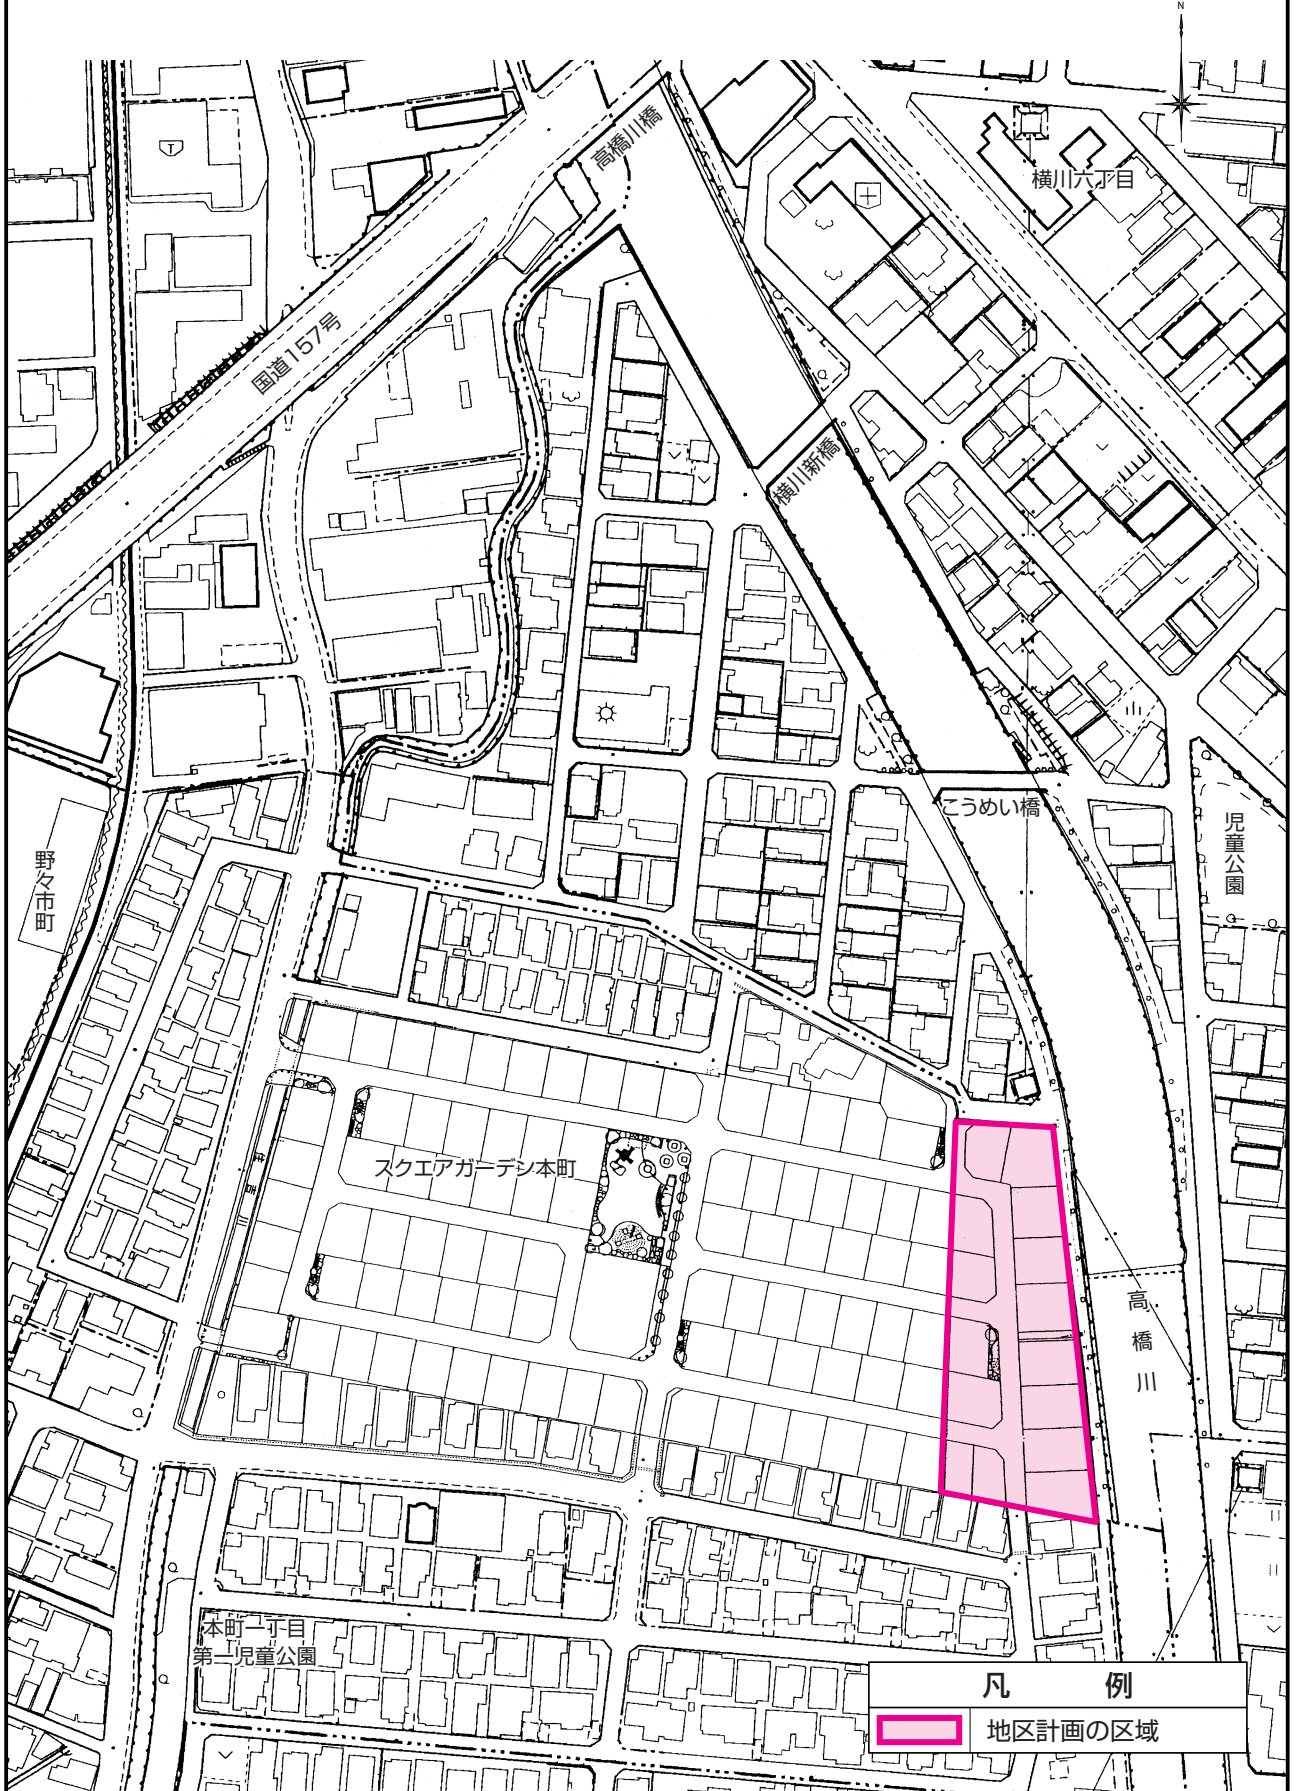 N
高橋川橋
横川六丁目
国道157号
横川新橋
こうめい橋
児童公園
野々市町
スクエアガーデン本町
高橋川
本町一丁目
第一児童公園
凡 例
地区計画の区域